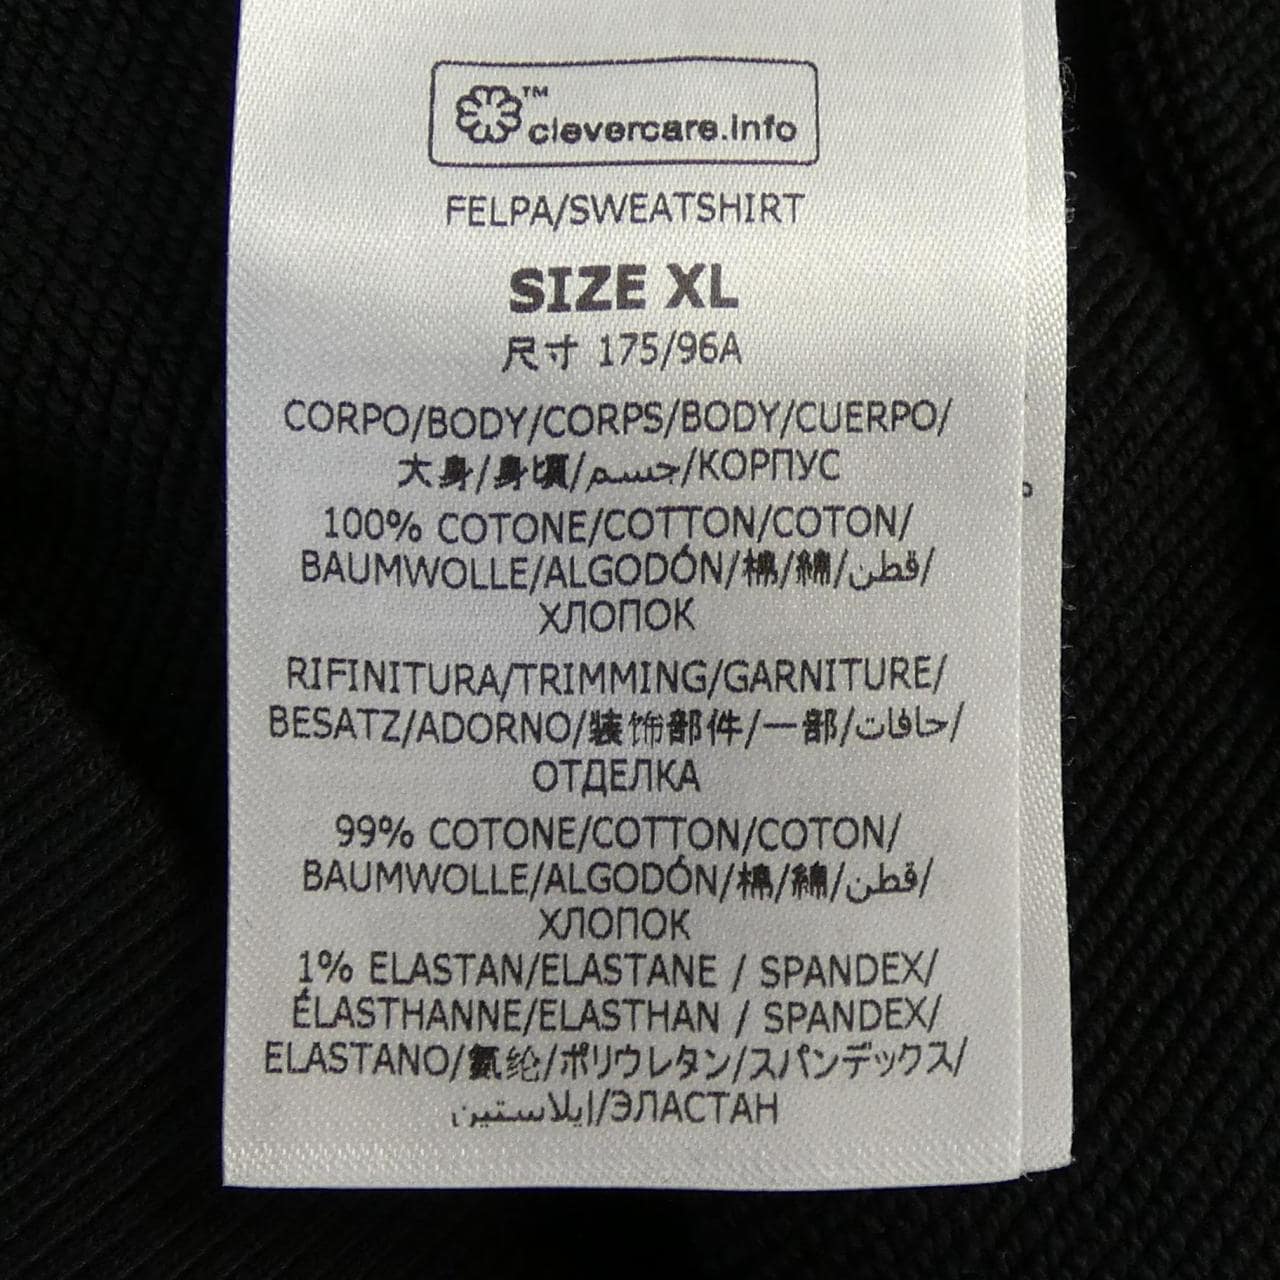 ™ clevercare.info
FELPA/SWEATSHIRT
SIZE XL
尺寸 175/96A
CORPO/BODY/CORPS/BODY/CUERPO/
大身/身頃/جسم/КОРПУС
100% COTONE/COTTON/COTON/
BAUMWOLLE/ALGODÓN/棉/綿/قطن/
ХЛОПОК
RIFINITURA/TRIMMING/GARNITURE/
BESATZ/ADORNO/装饰部件/一部/حافات/
ОТДЕЛКА
99% COTONE/COTTON/COTON/
BAUMWOLLE/ALGODÓN/棉/綿/قطن/
ХЛОПОК
1% ELASTAN/ELASTANE / SPANDEX/
ÉLASTHANNE/ELASTHAN / SPANDEX/
ELASTANO/氨纶/ポリウレタン/スパンデックス/
إيلاستين/ЭЛАСТАН